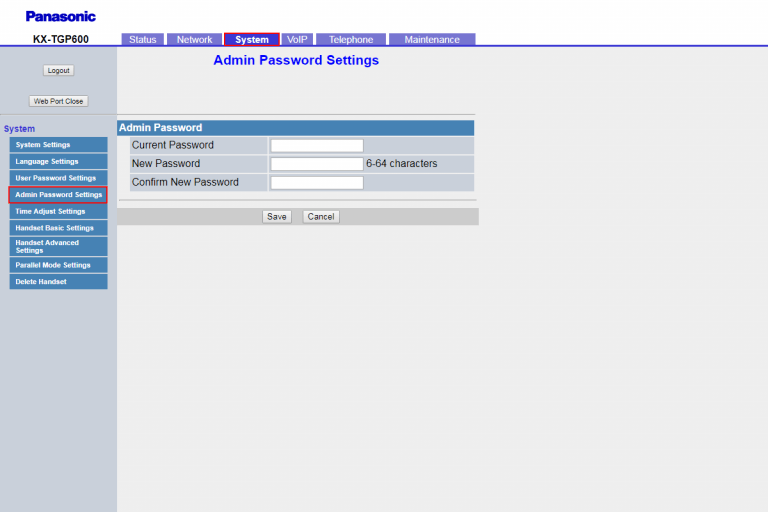 Panasonic
KX-TGP600
Status Network System VoIP Telephone Maintenance
Admin Password Settings
Logout
Web Port Close
System
System Settings
Language Settings
User Password Settings
Admin Password Settings
Time Adjust Settings
Handset Basic Settings
Handset Advanced
Settings
Parallel Mode Settings
Delete Handset
Admin Password
Current Password
New Password 6-64 characters
Confirm New Password
Save Cancel